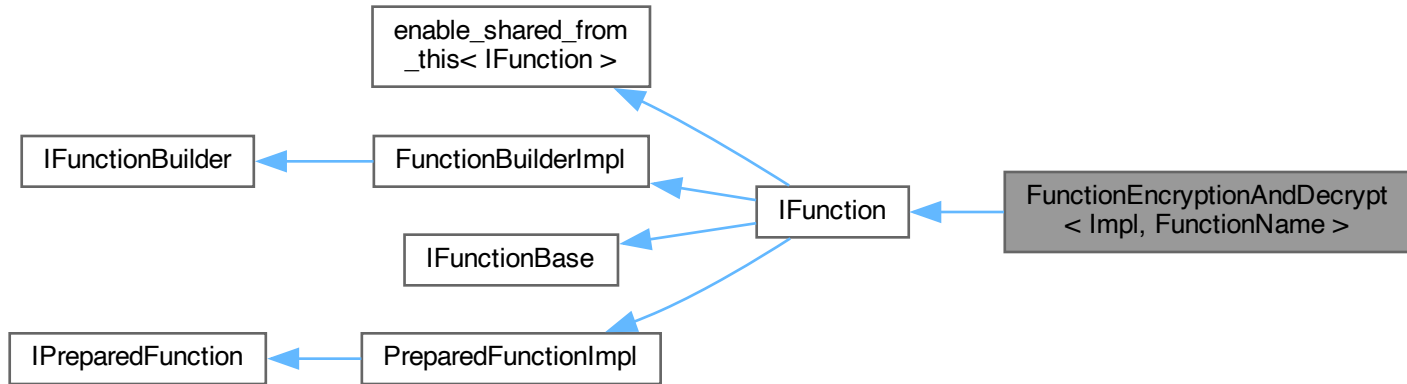 enable_shared_from
_this< IFunction >
IFunctionBuilder
FunctionBuilderImpl
IFunction
FunctionEncryptionAndDecrypt
< Impl, FunctionName >
IFunctionBase
IPreparedFunction
PreparedFunctionImpl